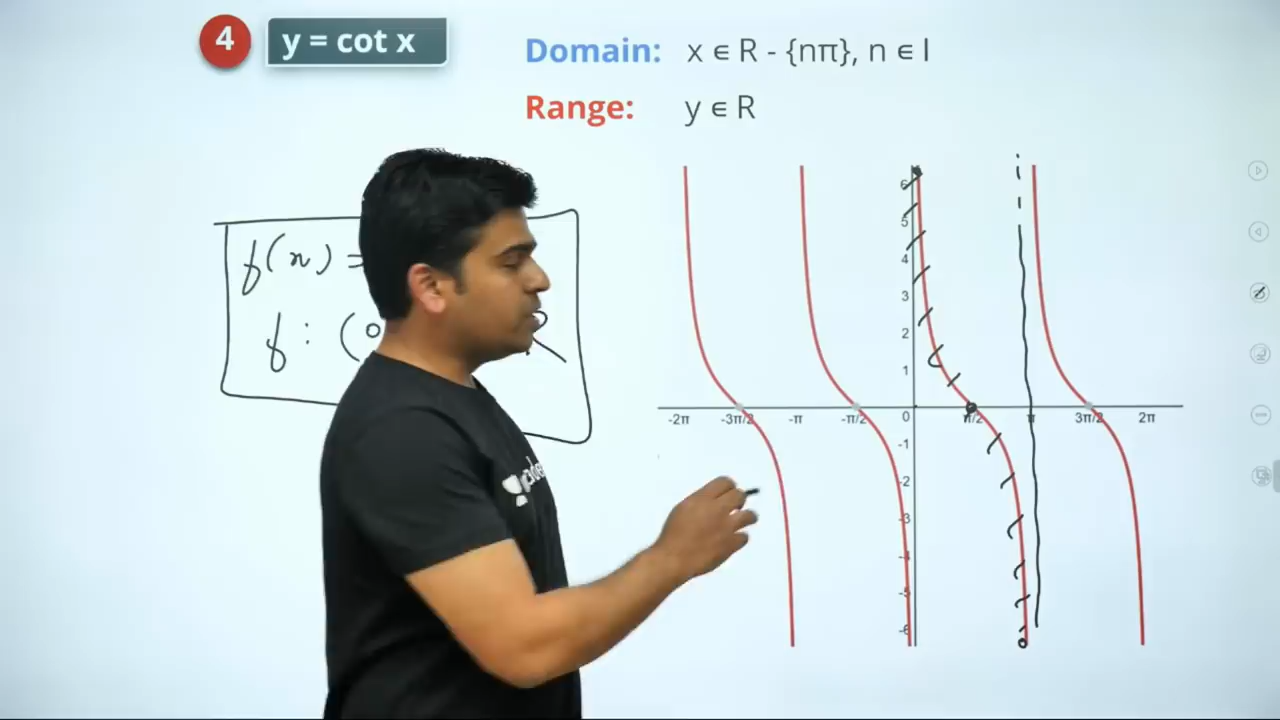 4
y = cot x
Domain: x ∈ R - {nπ}, n ∈ I
Range: y ∈ R
f(x) =
f : (0
6
5
4
3
2
1
-2π -3π/2 -π -π/2 0 π/2 π 3π/2 2π
-1
-2
-3
-4
-5
-6